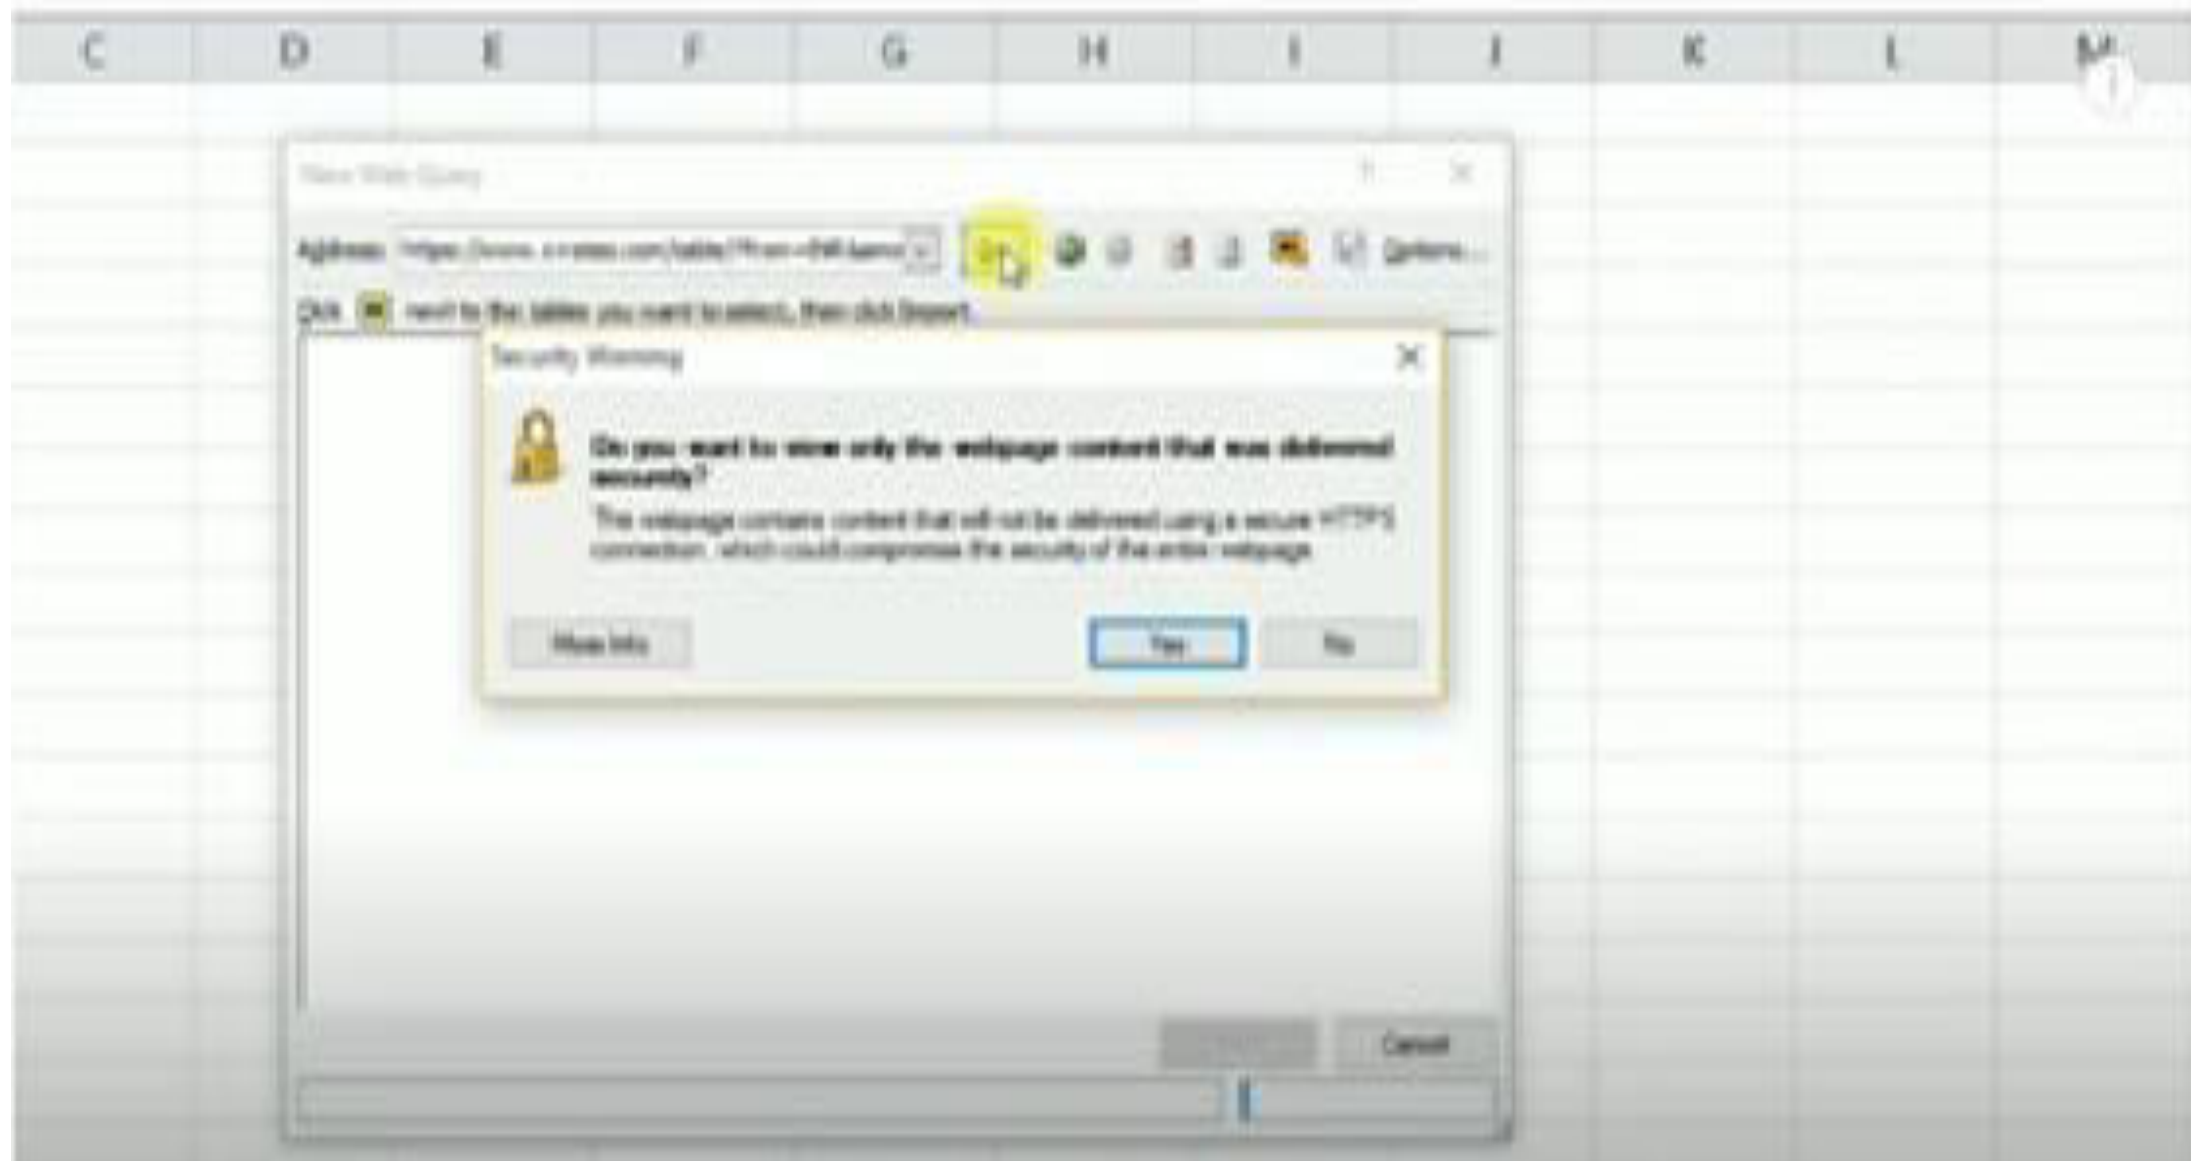 C D E F G H I J K L M
New Web Query
Address: Go Options...
Click next to the tables you want to select, then click Import.
Security Warning
Do you want to view only the webpage content that was delivered
securely?
The webpage contains content that will not be delivered using a secure HTTPS
connection, which could compromise the security of the entire webpage.
More Info Yes No
Cancel